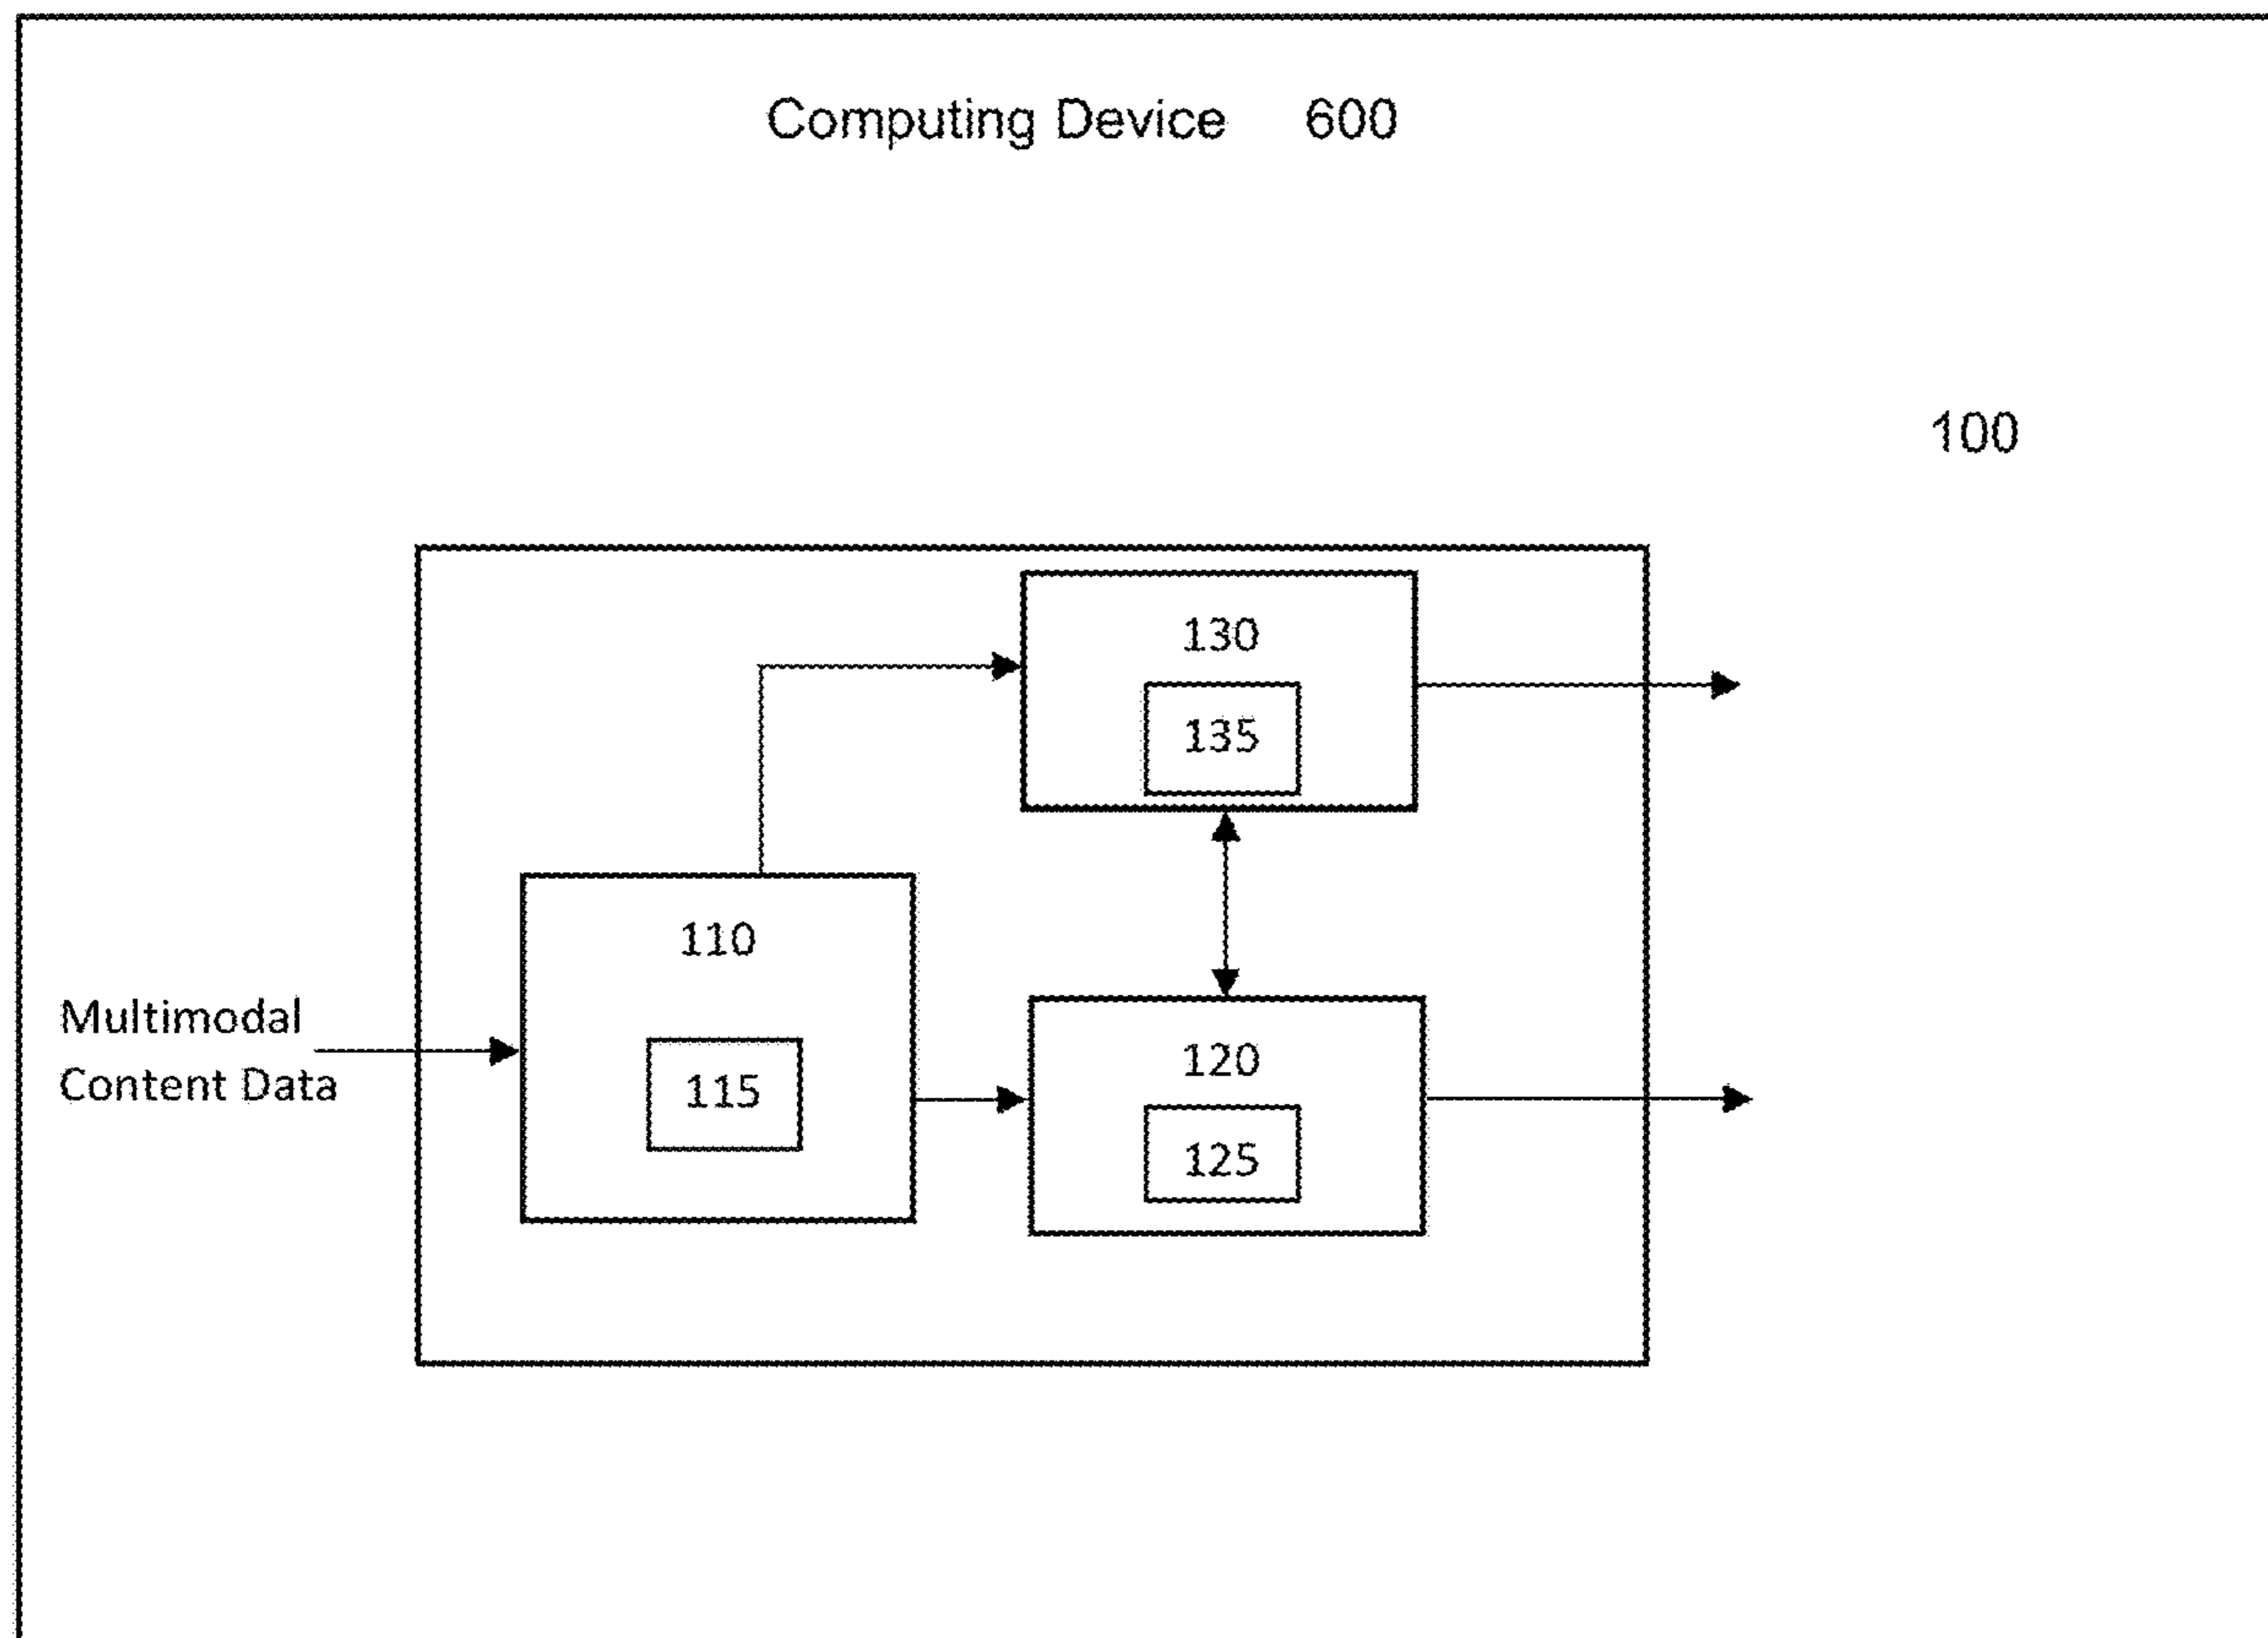 Computing Device 600
100
130
135
110
Multimodal
Content Data
115
120
125